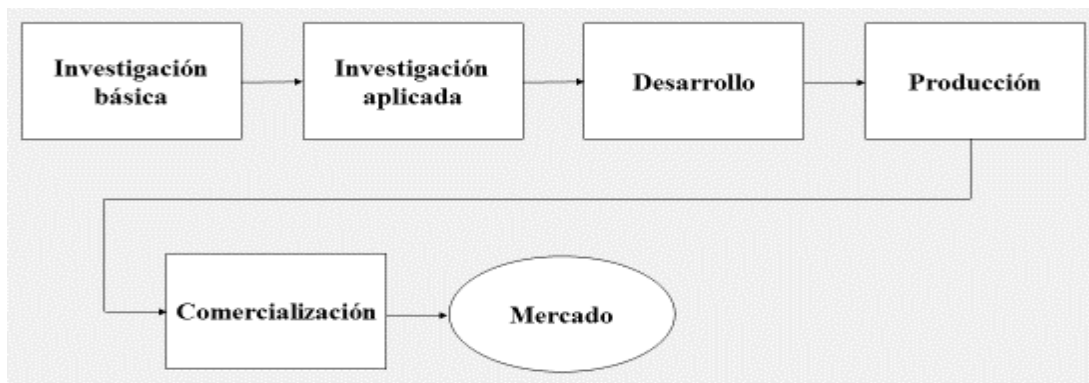 Investigación
básica
Investigación
aplicada
Desarrollo
Producción
Comercialización
Mercado